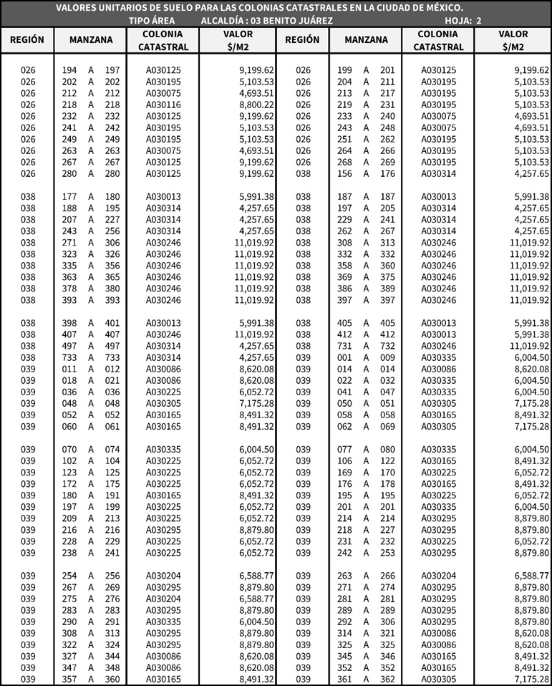 VALORES UNITARIOS DE SUELO PARA LAS COLONIAS CATASTRALES EN LA CIUDAD DE MÉXICO.
TIPO ÁREA ALCALDÍA : 03 BENITO JUÁREZ HOJA: 2
REGIÓN MANZANA COLONIA CATASTRAL VALOR $/M2 REGIÓN MANZANA COLONIA CATASTRAL VALOR $/M2
026 194 A 197 A030125 9,199.62 026 199 A 201 A030125 9,199.62
026 202 A 202 A030195 5,103.53 026 204 A 211 A030195 5,103.53
026 212 A 212 A030075 4,693.51 026 213 A 217 A030195 5,103.53
026 218 A 218 A030116 8,800.22 026 219 A 231 A030195 5,103.53
026 232 A 232 A030125 9,199.62 026 233 A 240 A030075 4,693.51
026 241 A 242 A030195 5,103.53 026 243 A 248 A030195 5,103.53
026 249 A 249 A030195 5,103.53 026 251 A 262 A030195 5,103.53
026 263 A 263 A030075 4,693.51 026 264 A 266 A030195 5,103.53
026 267 A 267 A030125 9,199.62 026 268 A 269 A030195 5,103.53
026 280 A 280 A030125 9,199.62 038 156 A 176 A030314 4,257.65
038 177 A 180 A030013 5,991.38 038 187 A 187 A030013 5,991.38
038 188 A 195 A030314 4,257.65 038 197 A 205 A030314 4,257.65
038 207 A 227 A030314 4,257.65 038 229 A 241 A030314 4,257.65
038 243 A 256 A030314 4,257.65 038 262 A 267 A030314 4,257.65
038 271 A 306 A030246 11,019.92 038 308 A 313 A030246 11,019.92
038 323 A 326 A030246 11,019.92 038 332 A 332 A030246 11,019.92
038 335 A 356 A030246 11,019.92 038 358 A 360 A030246 11,019.92
038 363 A 365 A030246 11,019.92 038 369 A 375 A030246 11,019.92
038 378 A 380 A030246 11,019.92 038 386 A 389 A030246 11,019.92
038 393 A 393 A030246 11,019.92 038 397 A 397 A030246 11,019.92
038 398 A 401 A030013 5,991.38 038 405 A 405 A030013 5,991.38
038 407 A 407 A030246 11,019.92 038 412 A 412 A030013 5,991.38
038 497 A 497 A030314 4,257.65 038 731 A 732 A030246 11,019.92
038 733 A 733 A030314 4,257.65 039 001 A 009 A030335 6,004.50
039 011 A 012 A030086 8,620.08 039 014 A 014 A030086 8,620.08
039 018 A 021 A030086 8,620.08 039 022 A 032 A030335 6,004.50
039 036 A 036 A030225 6,052.72 039 041 A 047 A030335 6,004.50
039 048 A 048 A030305 7,175.28 039 050 A 051 A030305 7,175.28
039 052 A 052 A030165 8,491.32 039 058 A 058 A030165 8,491.32
039 060 A 061 A030165 8,491.32 039 062 A 069 A030305 7,175.28
039 070 A 074 A030335 6,004.50 039 077 A 080 A030335 6,004.50
039 102 A 104 A030225 6,052.72 039 106 A 122 A030165 8,491.32
039 123 A 125 A030225 6,052.72 039 169 A 170 A030225 6,052.72
039 172 A 175 A030225 6,052.72 039 176 A 178 A030165 8,491.32
039 180 A 191 A030165 8,491.32 039 195 A 195 A030165 8,491.32
039 197 A 199 A030225 6,052.72 039 201 A 201 A030335 6,004.50
039 209 A 213 A030225 6,052.72 039 214 A 214 A030295 8,879.80
039 216 A 216 A030295 8,879.80 039 218 A 227 A030295 8,879.80
039 228 A 229 A030225 6,052.72 039 231 A 232 A030225 6,052.72
039 238 A 241 A030225 6,052.72 039 242 A 253 A030295 8,879.80
039 254 A 256 A030204 6,588.77 039 263 A 266 A030204 6,588.77
039 267 A 269 A030295 8,879.80 039 271 A 274 A030295 8,879.80
039 275 A 276 A030204 6,588.77 039 281 A 281 A030295 8,879.80
039 283 A 283 A030295 8,879.80 039 289 A 289 A030295 8,879.80
039 290 A 291 A030335 6,004.50 039 292 A 306 A030295 8,879.80
039 308 A 313 A030295 8,879.80 039 314 A 321 A030086 8,620.08
039 322 A 324 A030295 8,879.80 039 325 A 325 A030086 8,620.08
039 327 A 344 A030086 8,620.08 039 345 A 346 A030165 8,491.32
039 347 A 348 A030086 8,620.08 039 352 A 352 A030165 8,491.32
039 357 A 360 A030165 8,491.32 039 361 A 362 A030305 7,175.28